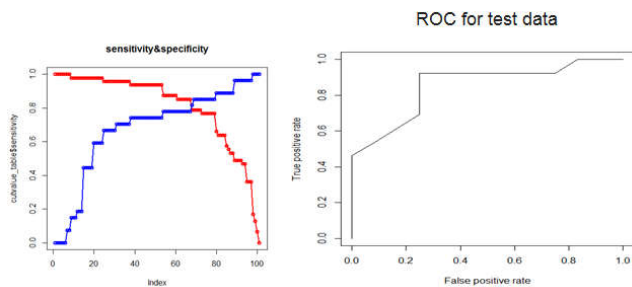 ROC for test data
sensitivity&specificity
cutvalue_table$sensitivity
0.0 0.2 0.4 0.6 0.8 1.0
0 20 40 60 80 100
Index
True positive rate
0.0 0.2 0.4 0.6 0.8 1.0
0.0 0.2 0.4 0.6 0.8 1.0
False positive rate